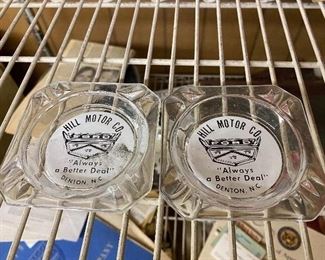 HILL MOTOR CO.
FORD
"Always
a Better Deal"
DENTON, N.C.
HILL MOTOR CO.
FORD
"Always
a Better Deal"
DENTON, N.C.